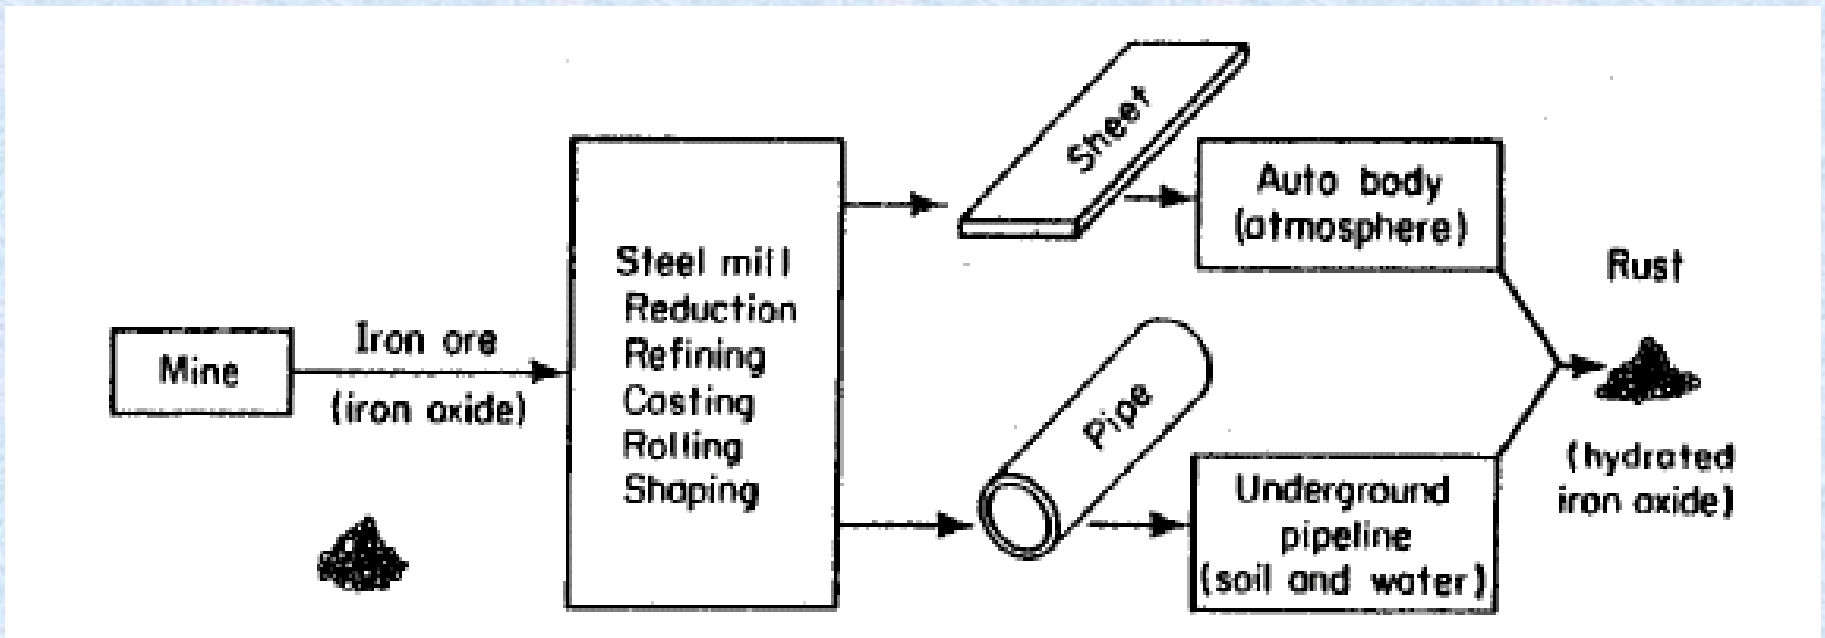 Mine
Iron ore
(iron oxide)
Steel mill
Reduction
Refining
Casting
Rolling
Shaping
Sheet
Pipe
Auto body
(atmosphere)
Underground
pipeline
(soil and water)
Rust
(hydrated
iron oxide)